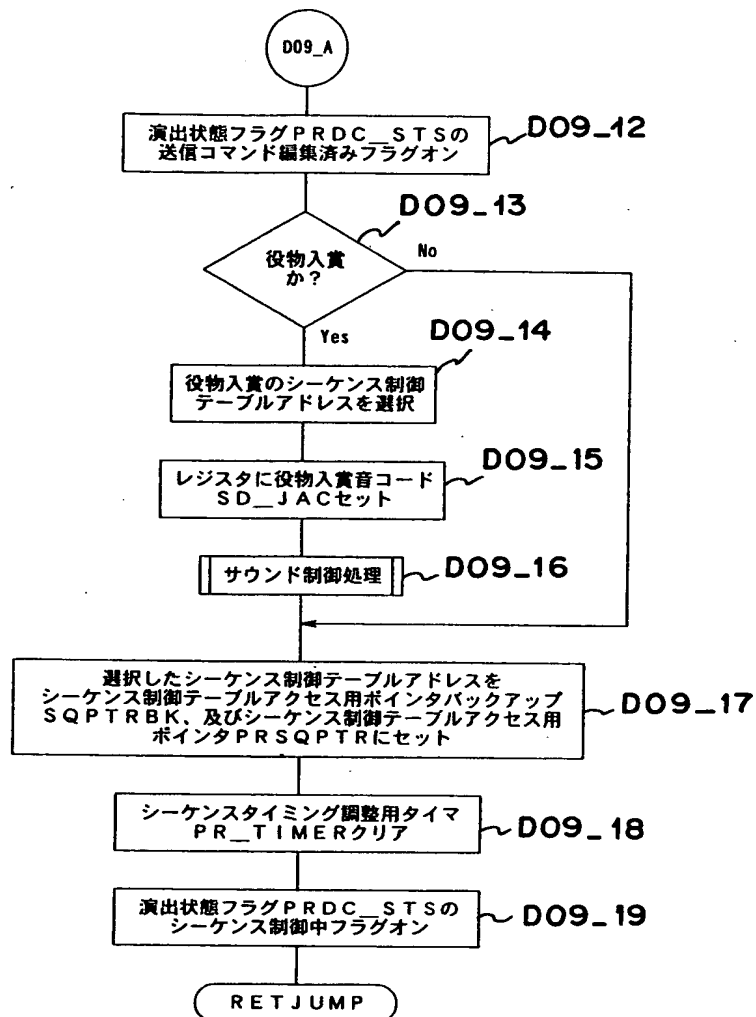 D09_A
演出状態フラグPRDC__STSの
送信コマンド編集済みフラグオン
D09_12
D09_13
役物入賞
か？
No
Yes
D09_14
役物入賞のシーケンス制御
テーブルアドレスを選択
D09_15
レジスタに役物入賞音コード
SD__JACセット
サウンド制御処理
D09_16
選択したシーケンス制御テーブルアドレスを
シーケンス制御テーブルアクセス用ポインタバックアップ
SQPTRBK、及びシーケンス制御テーブルアクセス用
ポインタPRSQPTRにセット
D09_17
シーケンスタイミング調整用タイマ
PR__TIMERクリア
D09_18
演出状態フラグPRDC__STSの
シーケンス制御中フラグオン
D09_19
RETJUMP